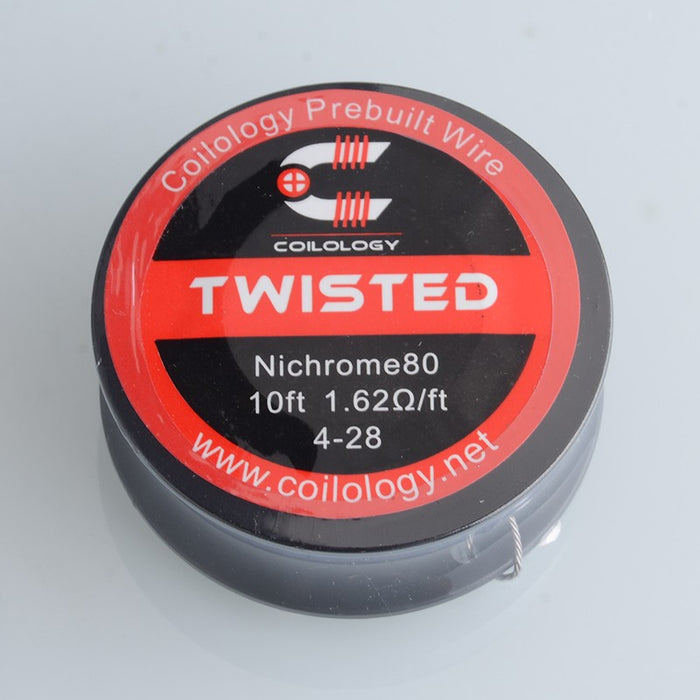 Coilology Prebuilt Wire
COILOLOGY
TWISTED
Nichrome80
10ft 1.62Ω/ft
4-28
www.coilology.net